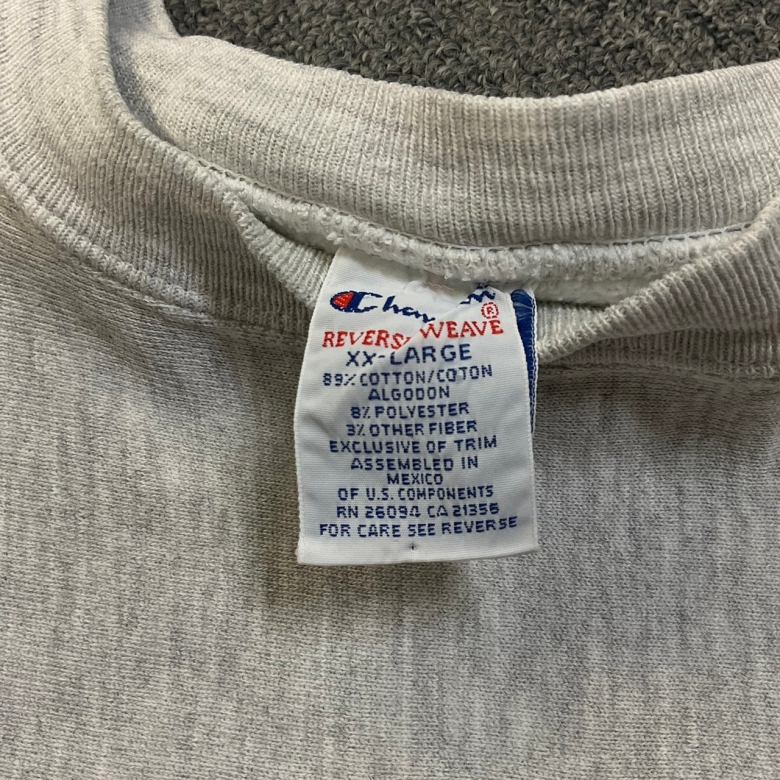 Champion
®
REVERSE WEAVE
XX-LARGE
89% COTTON/COTON
ALGODON
8% POLYESTER
3% OTHER FIBER
EXCLUSIVE OF TRIM
ASSEMBLED IN
MEXICO
OF U.S. COMPONENTS
RN 26094 CA 21356
FOR CARE SEE REVERSE